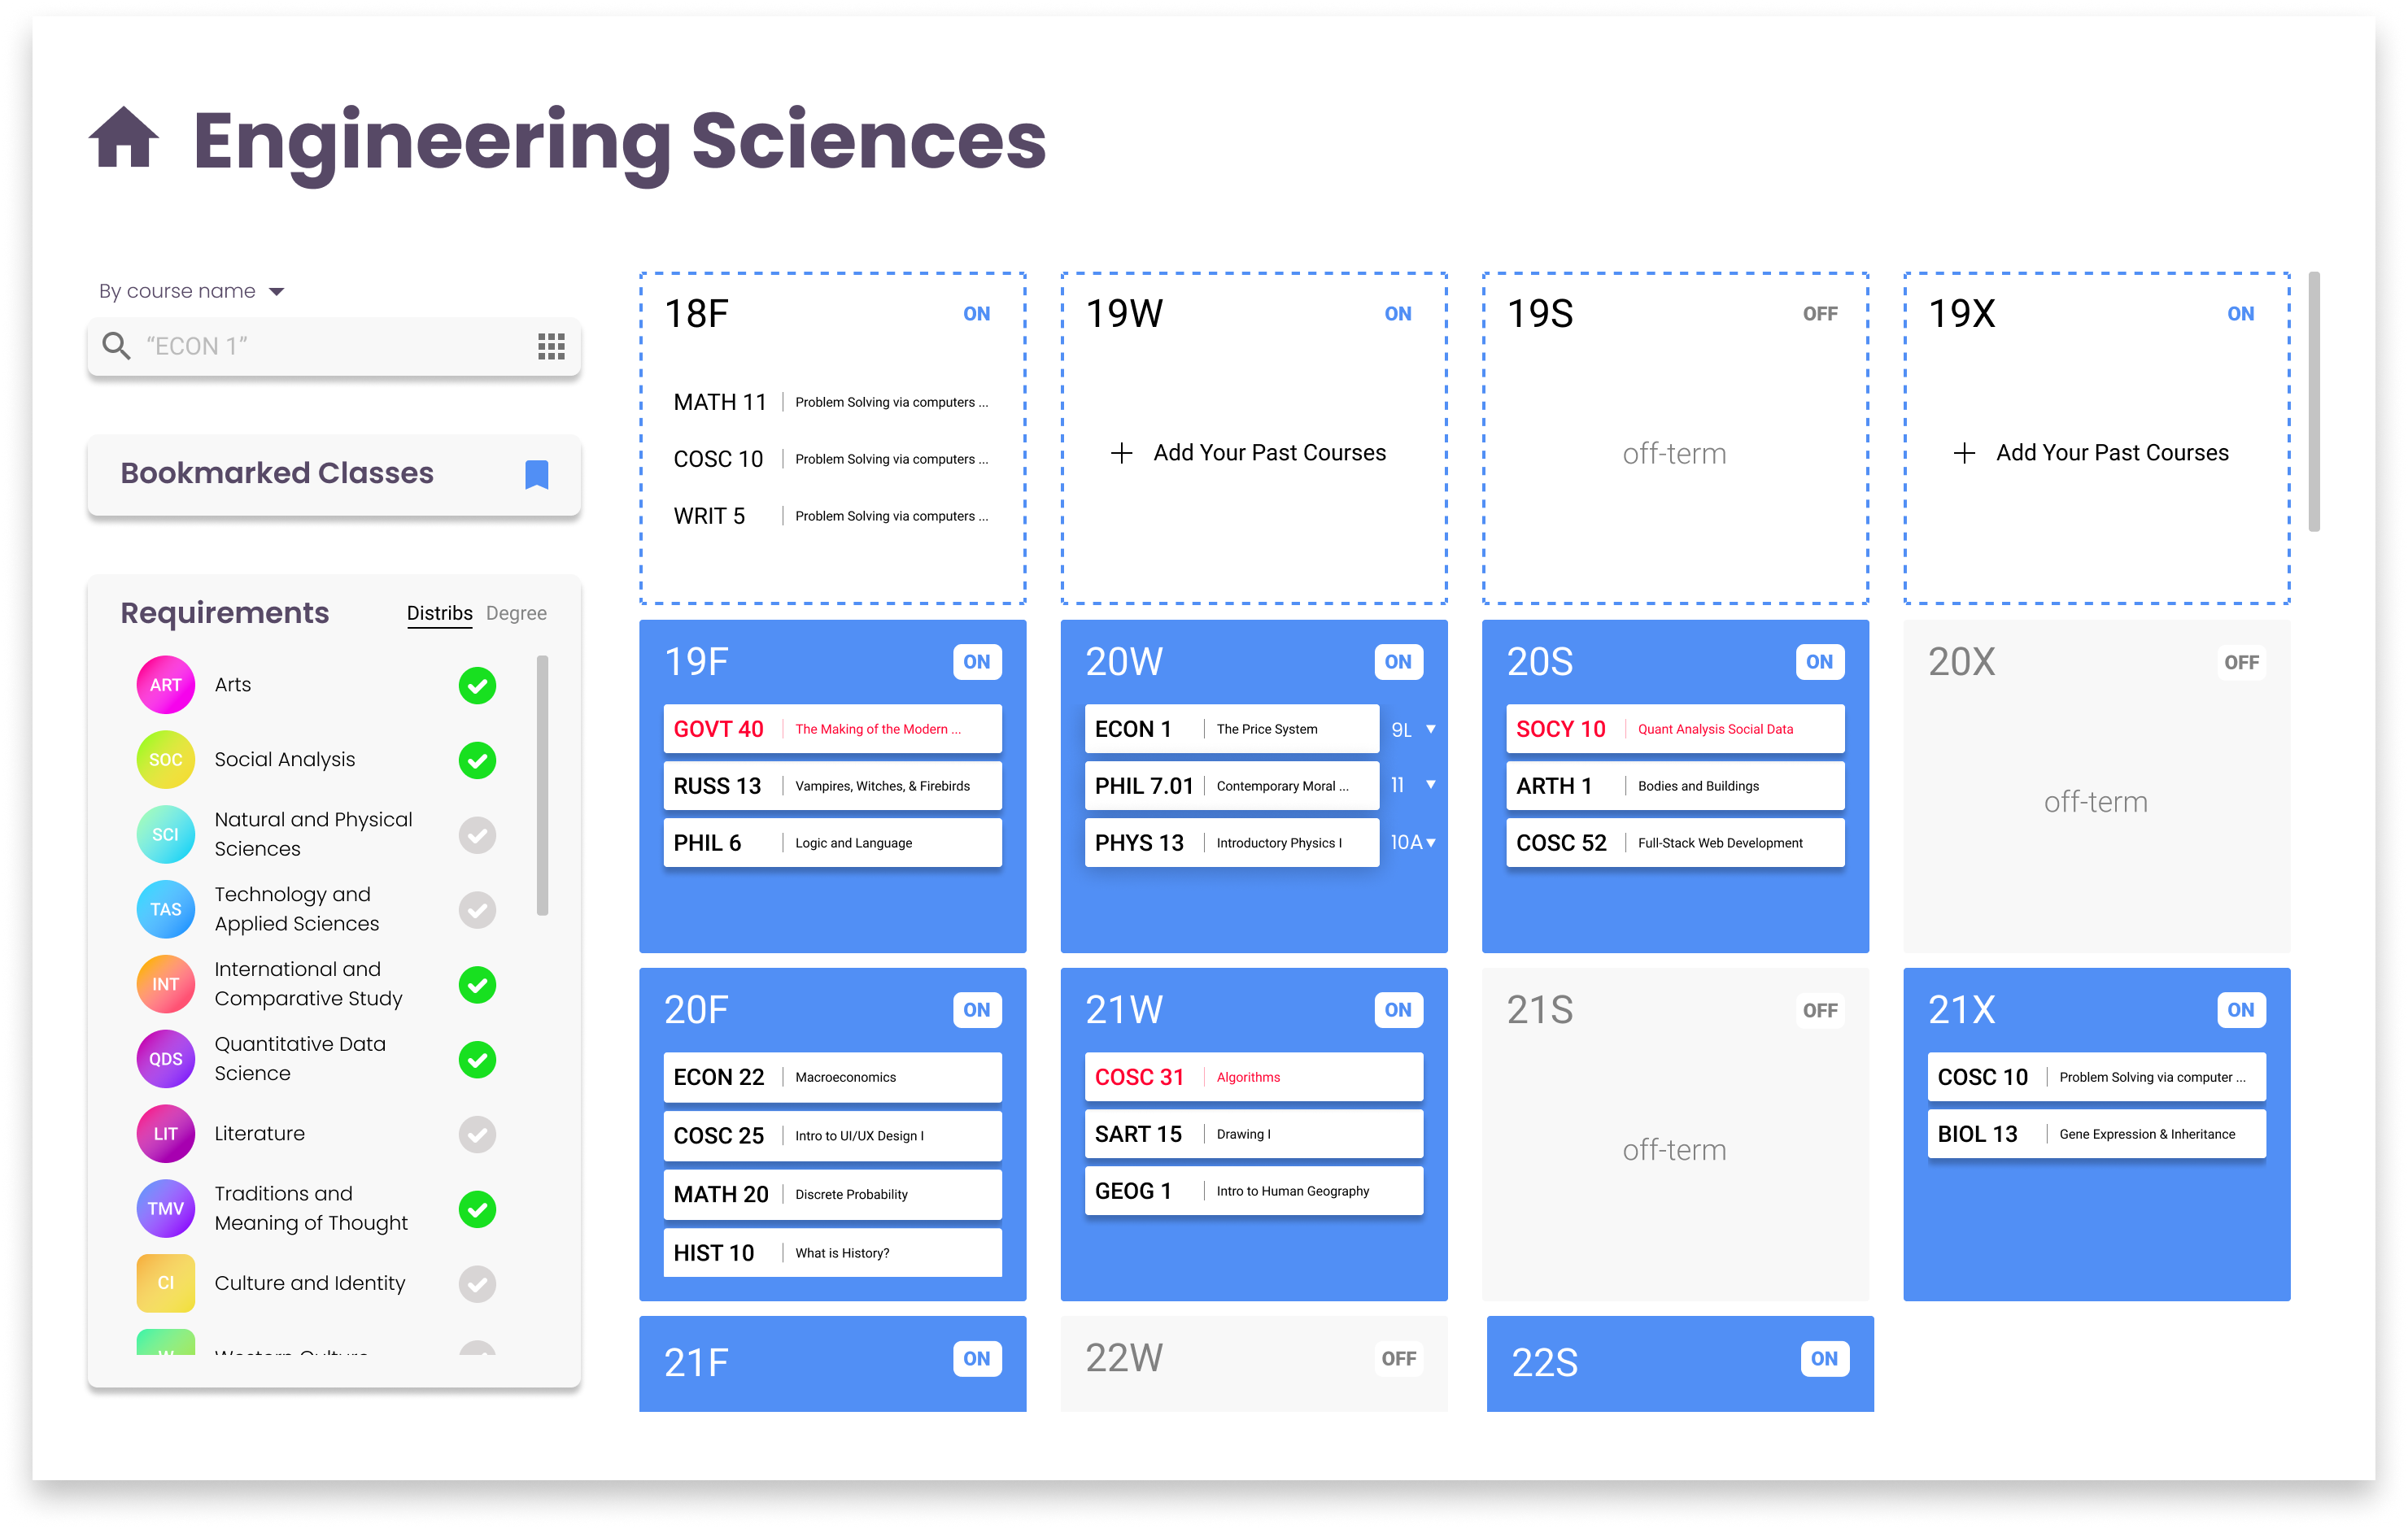 Engineering Sciences
By course name
“ECON 1”
Bookmarked Classes
Requirements
Distribs
Degree
ART
Arts
SOC
Social Analysis
SCI
Natural and Physical
Sciences
TAS
Technology and
Applied Sciences
INT
International and
Comparative Study
QDS
Quantitative Data
Science
LIT
Literature
TMV
Traditions and
Meaning of Thought
CI
Culture and Identity
W
Western Culture
18F
ON
MATH 11
Problem Solving via computers ...
COSC 10
Problem Solving via computers ...
WRIT 5
Problem Solving via computers ...
19W
ON
Add Your Past Courses
19S
OFF
off-term
19X
ON
Add Your Past Courses
19F
ON
GOVT 40
The Making of the Modern ...
RUSS 13
Vampires, Witches, & Firebirds
PHIL 6
Logic and Language
20W
ON
ECON 1
The Price System
9L
PHIL 7.01
Contemporary Moral ...
11
PHYS 13
Introductory Physics I
10A
20S
ON
SOCY 10
Quant Analysis Social Data
ARTH 1
Bodies and Buildings
COSC 52
Full-Stack Web Development
20X
OFF
off-term
20F
ON
ECON 22
Macroeconomics
COSC 25
Intro to UI/UX Design I
MATH 20
Discrete Probability
HIST 10
What is History?
21W
ON
COSC 31
Algorithms
SART 15
Drawing I
GEOG 1
Intro to Human Geography
21S
OFF
off-term
21X
ON
COSC 10
Problem Solving via computer ...
BIOL 13
Gene Expression & Inheritance
21F
ON
22W
OFF
22S
ON